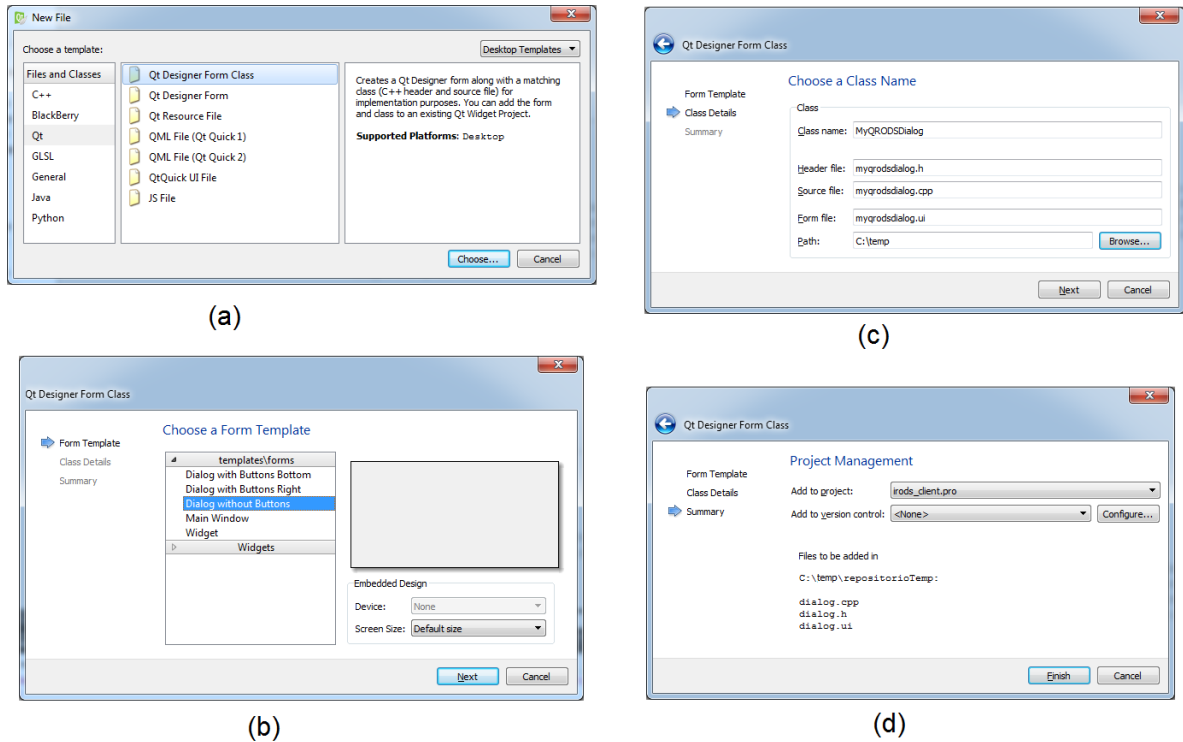 New File
Choose a template:
Desktop Templates
Files and Classes
C++
BlackBerry
Qt
GLSL
General
Java
Python
Qt Designer Form Class
Qt Designer Form
Qt Resource File
QML File (Qt Quick 1)
QML File (Qt Quick 2)
QtQuick UI File
JS File
Creates a Qt Designer form along with a matching
class (C++ header and source file) for
implementation purposes. You can add the form
and class to an existing Qt Widget Project.
Supported Platforms: Desktop
Choose...
Cancel
(a)
Qt Designer Form Class
Form Template
Class Details
Summary
Choose a Form Template
templates\forms
Dialog with Buttons Bottom
Dialog with Buttons Right
Dialog without Buttons
Main Window
Widget
Widgets
Embedded Design
Device: None
Screen Size: Default size
Next
Cancel
(b)
Qt Designer Form Class
Form Template
Class Details
Summary
Choose a Class Name
Class
Class name: MyQRODSDialog
Header file: myqrodsdialog.h
Source file: myqrodsdialog.cpp
Form file: myqrodsdialog.ui
Path: C:\temp
Browse...
Next
Cancel
(c)
Qt Designer Form Class
Form Template
Class Details
Summary
Project Management
Add to project: irods_client.pro
Add to version control: <None>
Configure...
Files to be added in
C:\temp\repositorioTemp:
dialog.cpp
dialog.h
dialog.ui
Finish
Cancel
(d)